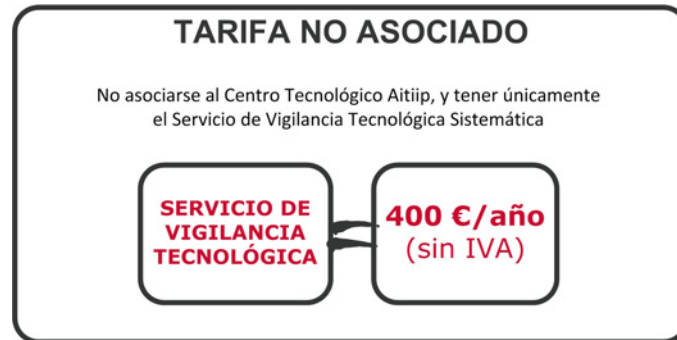 TARIFA NO ASOCIADO
No asociarse al Centro Tecnológico Aitiip, y tener únicamente
el Servicio de Vigilancia Tecnológica Sistemática
SERVICIO DE
VIGILANCIA
TECNOLÓGICA
400 €/año
(sin IVA)